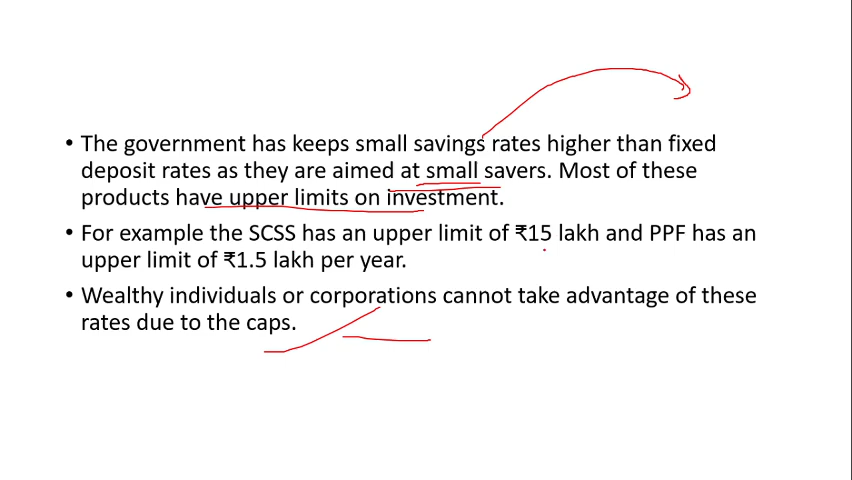 • The government has keeps small savings rates higher than fixed
deposit rates as they are aimed at small savers. Most of these
products have upper limits on investment.
• For example the SCSS has an upper limit of ₹15 lakh and PPF has an
upper limit of ₹1.5 lakh per year.
• Wealthy individuals or corporations cannot take advantage of these
rates due to the caps.